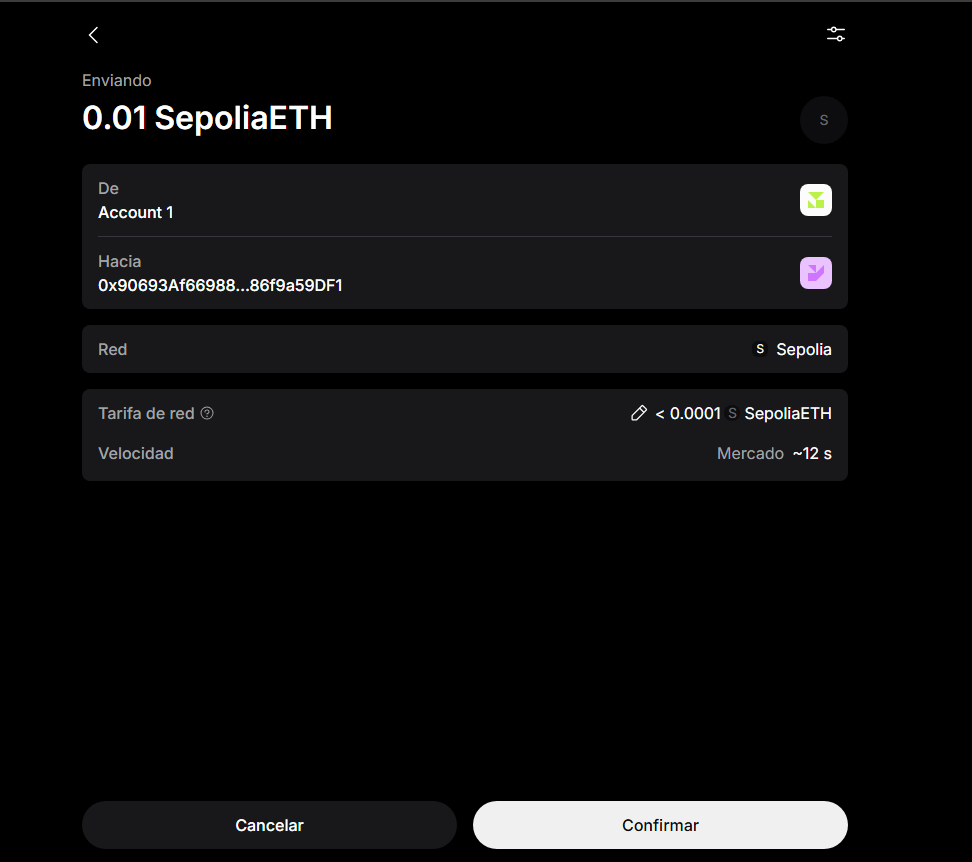 Enviando
0.01 SepoliaETH
S
De
Account 1
Hacia
0x90693Af66988...86f9a59DF1
Red S Sepolia
Tarifa de red ? < 0.0001 S SepoliaETH
Velocidad Mercado ~12 s
Cancelar Confirmar